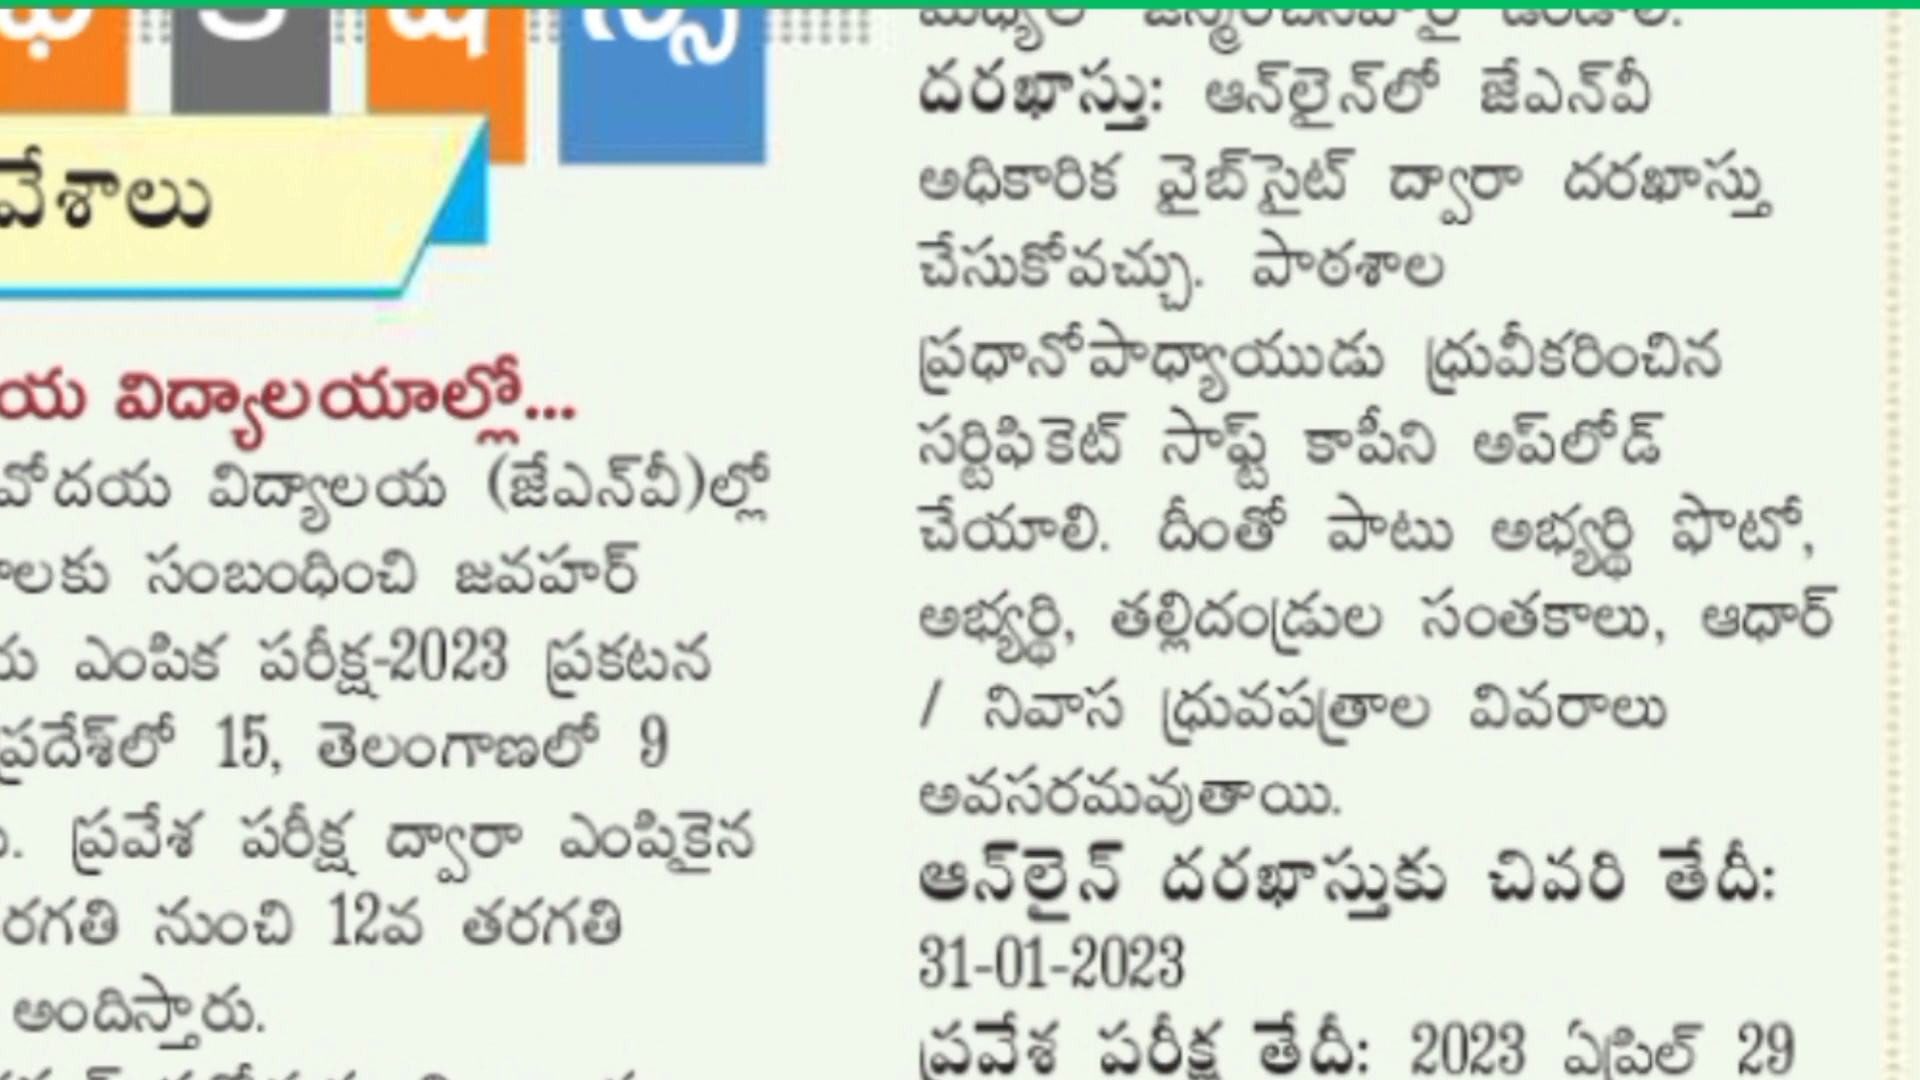 వేశాలు
య విద్యాలయాల్లో...
వోదయ విద్యాలయ (జేఎన్‌వీ)ల్లో
లకు సంబంధించి జవహర్
ఎంపిక పరీక్ష-2023 ప్రకటన
ప్రదేశ్‌లో 15, తెలంగాణలో 9
ప్రవేశ పరీక్ష ద్వారా ఎంపికైన
రగతి నుంచి 12వ తరగతి
అందిస్తారు.
దరఖాస్తు: ఆన్‌లైన్‌లో జేఎన్‌వీ
అధికారిక వైబ్‌సైట్ ద్వారా దరఖాస్తు
చేసుకోవచ్చు. పాఠశాల
ప్రధానోపాధ్యాయుడు ధ్రువీకరించిన
సర్టిఫికెట్ సాఫ్ట్ కాపీని అప్‌లోడ్
చేయాలి. దీంతో పాటు అభ్యర్థి ఫొటో,
అభ్యర్థి, తల్లిదండ్రుల సంతకాలు, ఆధార్
/ నివాస ధ్రువపత్రాల వివరాలు
అవసరమవుతాయి.
ఆన్‌లైన్ దరఖాస్తుకు చివరి తేదీ:
31-01-2023
ప్రవేశ పరీక్ష తేదీ: 2023 ఏప్రిల్ 29